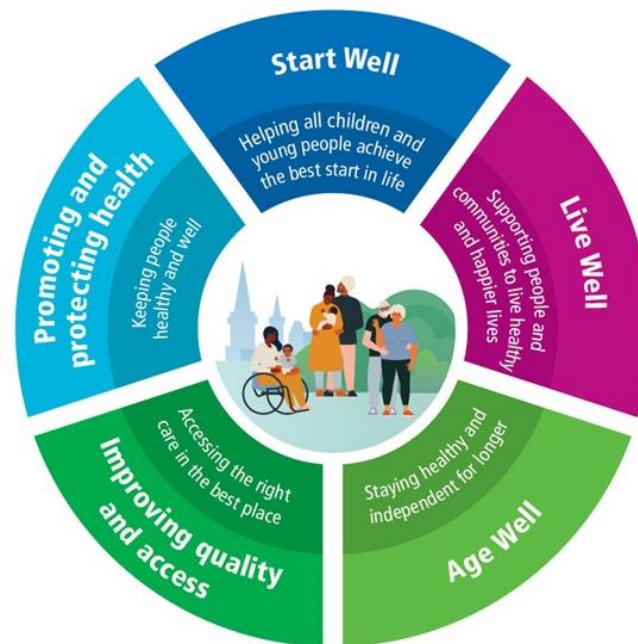 Start Well
Helping all children and
young people achieve
the best start in life
Live Well
Supporting people and
communities to live healthy
and happier lives
Age Well
Staying healthy and
independent for longer
Improving quality
and access
Accessing the right
care in the best place
Promoting and
protecting health
Keeping people
healthy and well